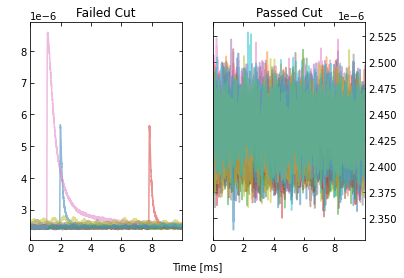 Failed Cut
Passed Cut
1e−6
1e−6
8
7
6
5
4
3
2.525
2.500
2.475
2.450
2.425
2.400
2.375
2.350
0 2 4 6 8
0 2 4 6 8
Time [ms]